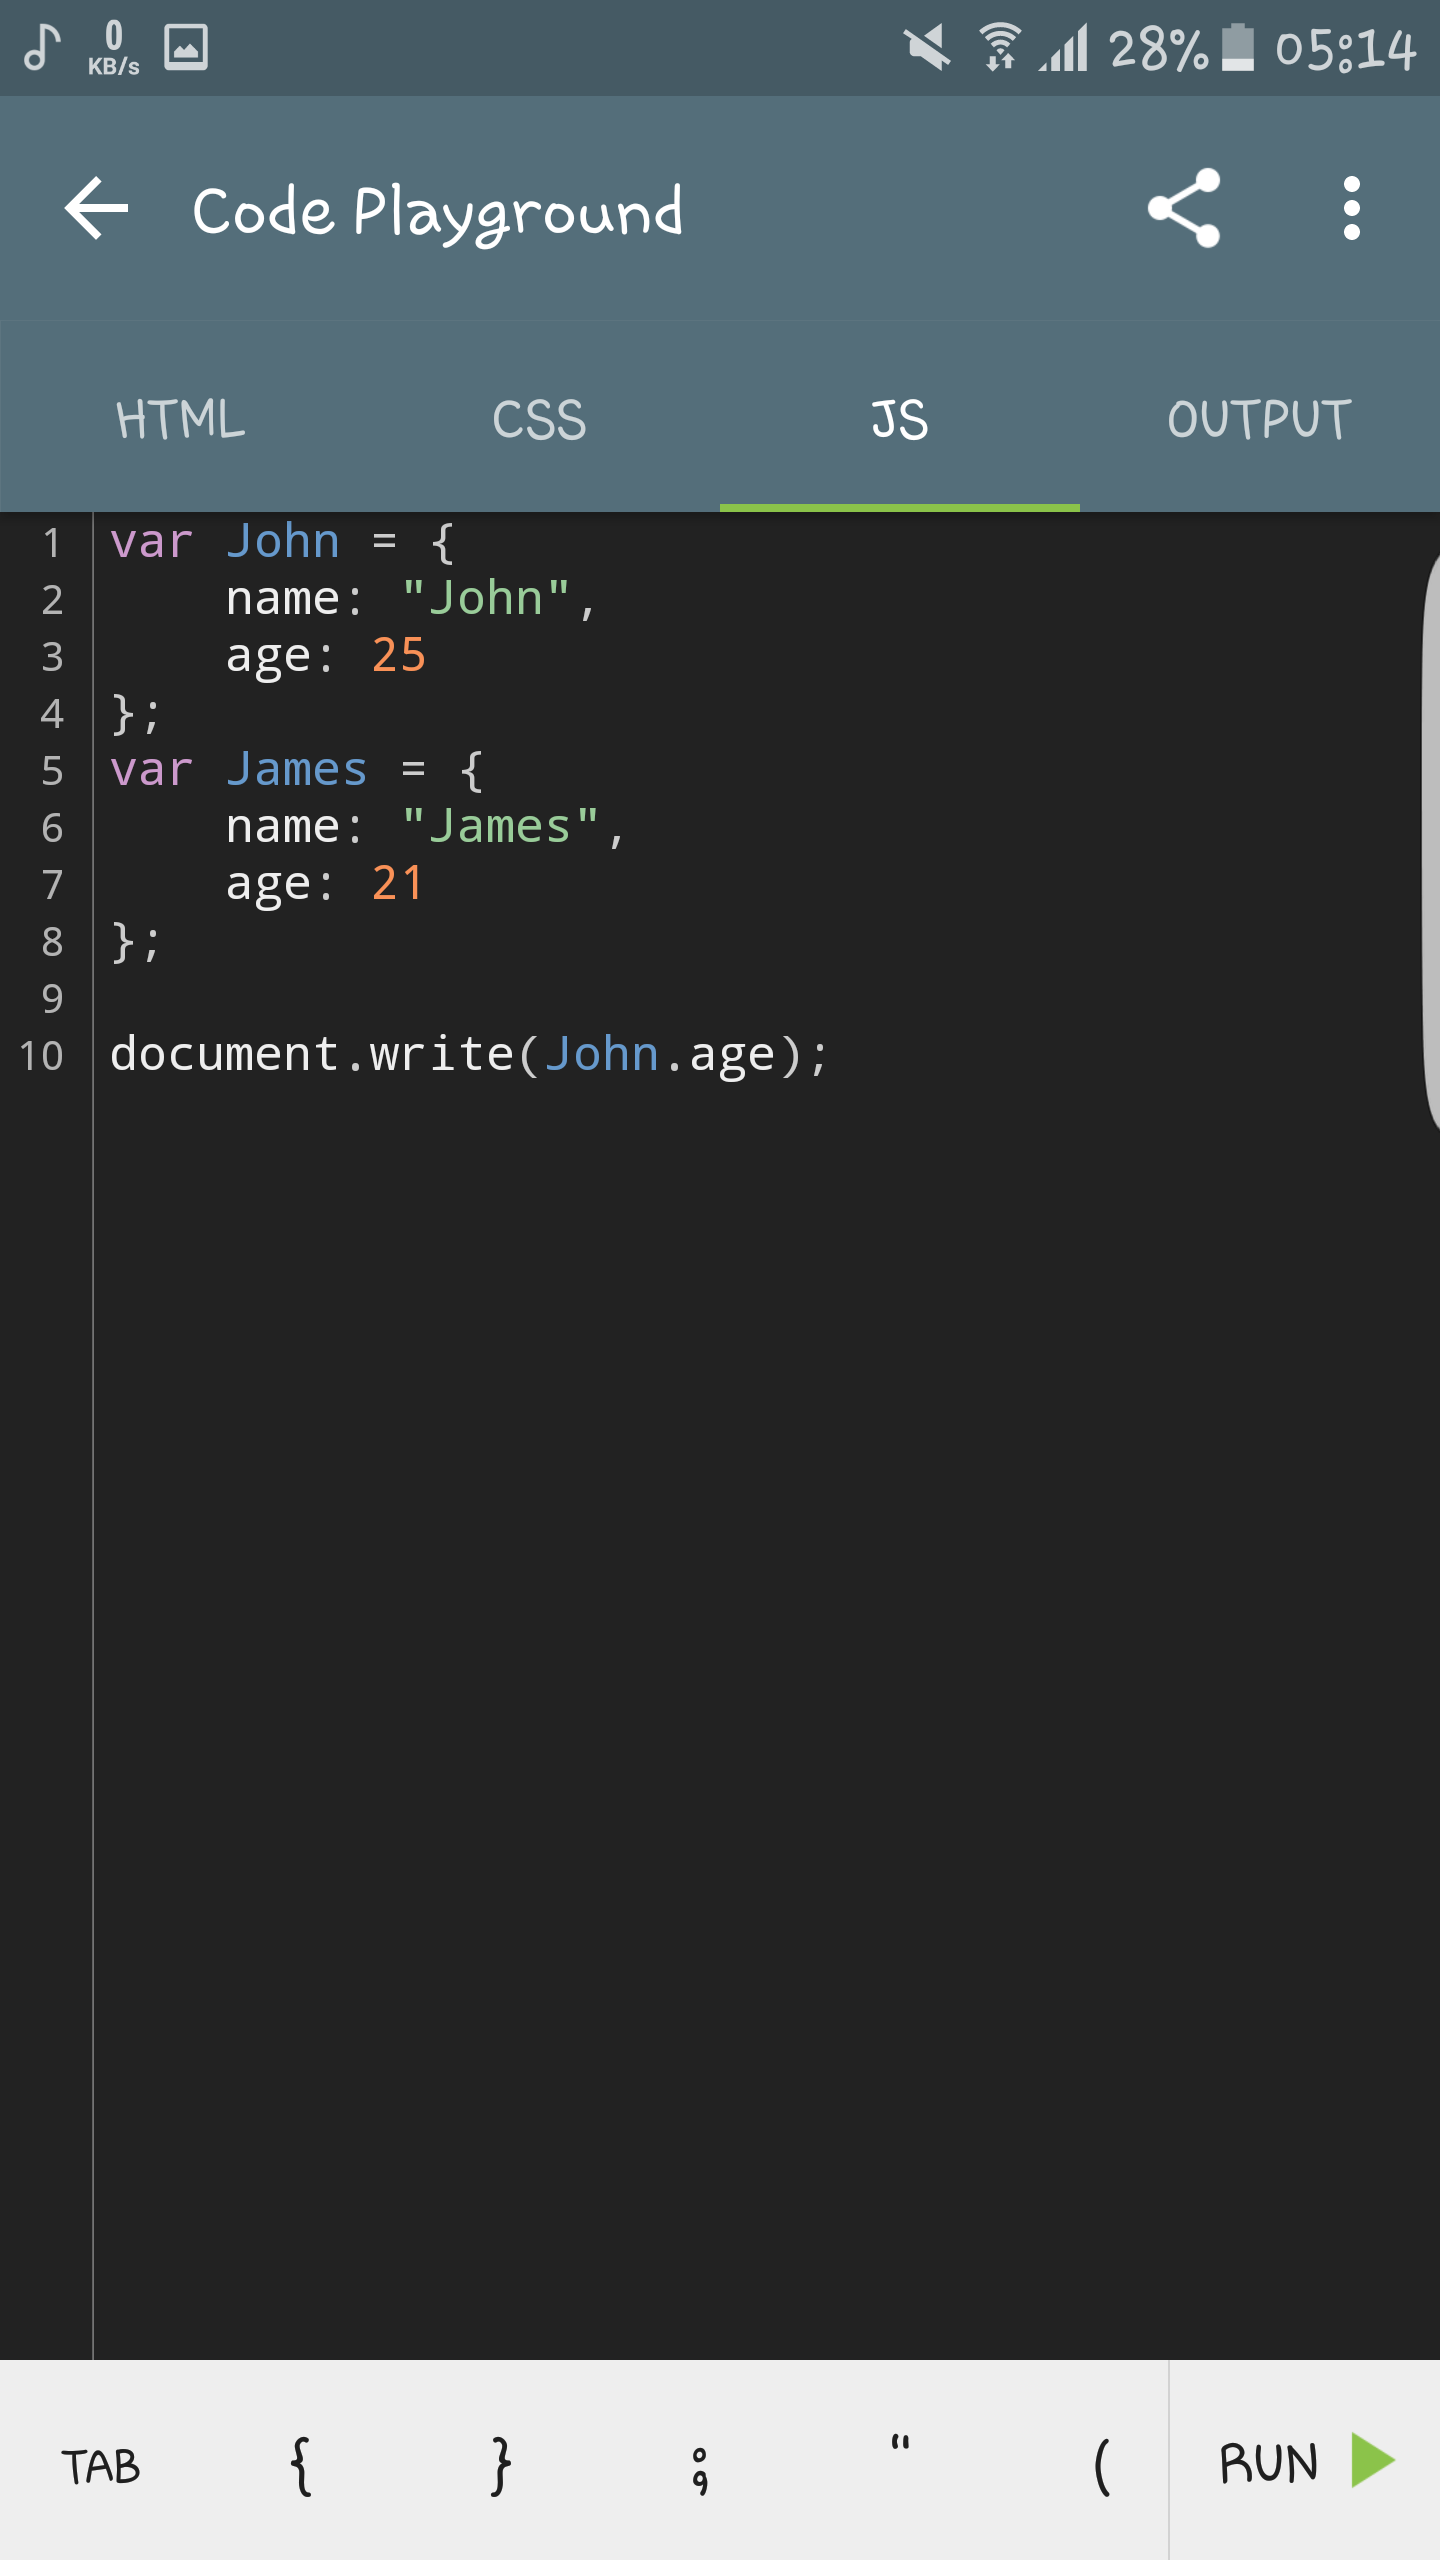 0 KB/s 28% 05:14
Code Playground
HTML CSS JS OUTPUT
1 var John = {
2     name: "John",
3     age: 25
4 };
5 var James = {
6     name: "James",
7     age: 21
8 };
9
10 document.write(John.age);
TAB { } ; " ( RUN